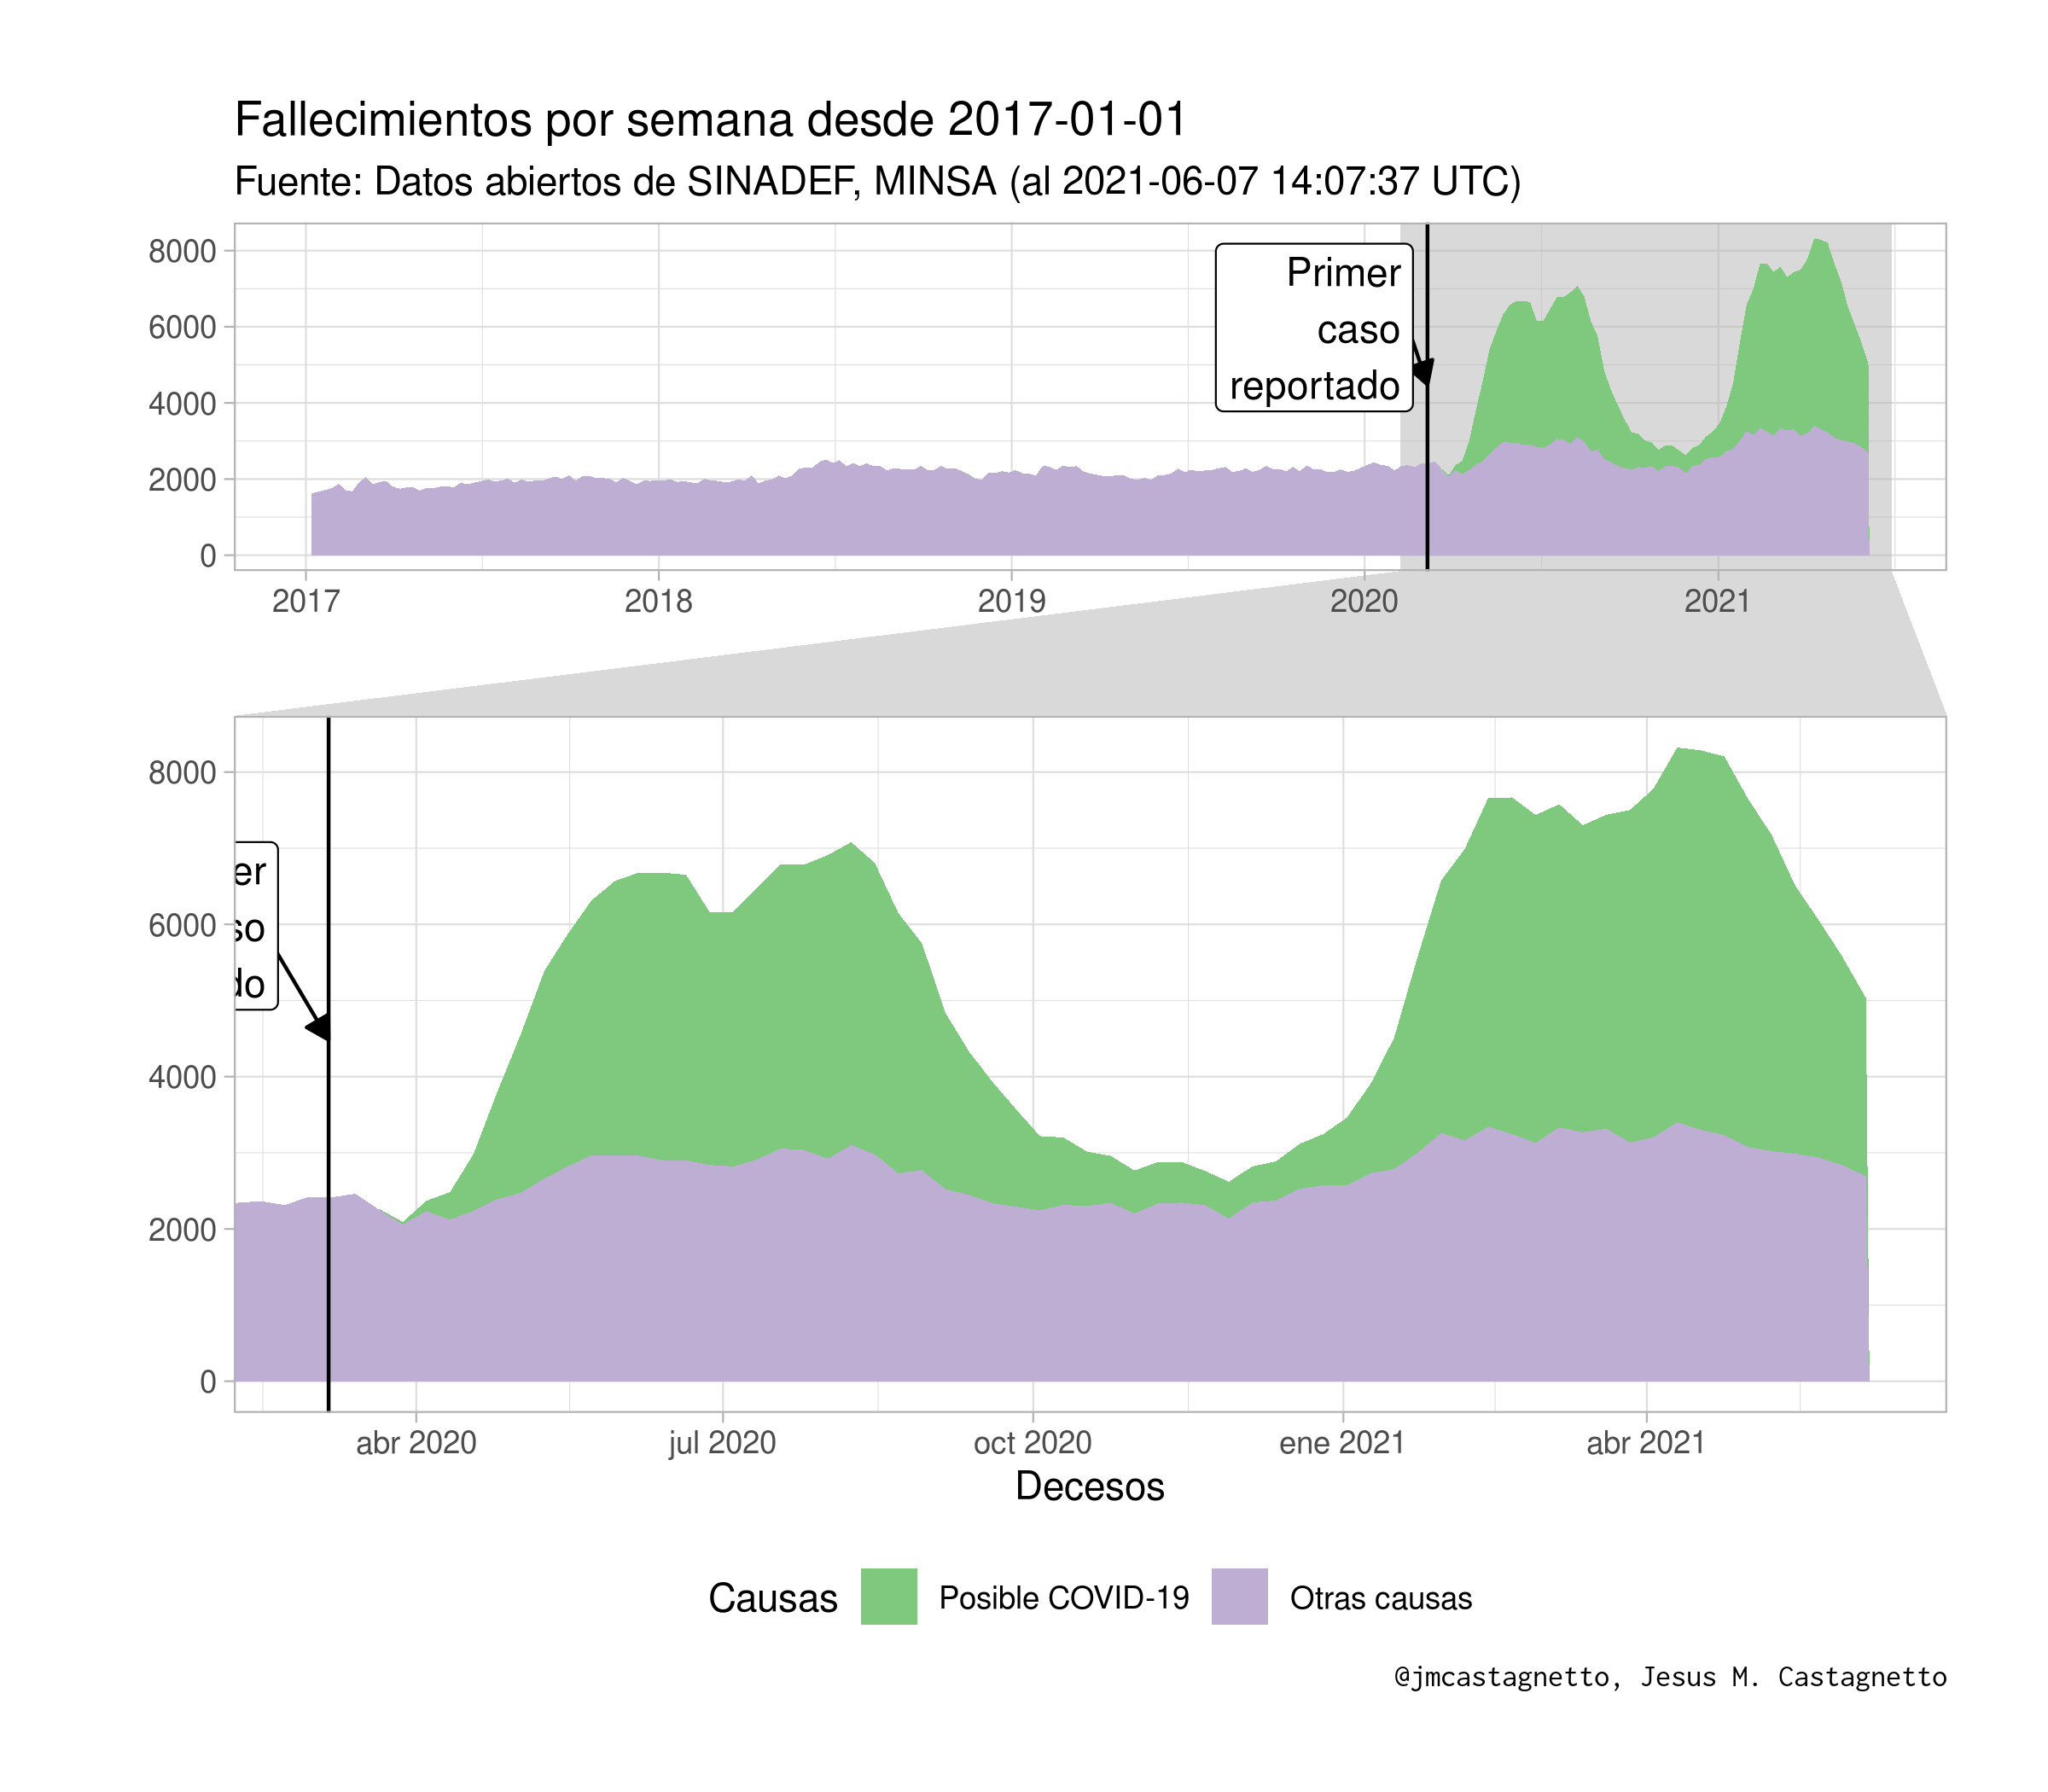 Fallecimientos por semana desde 2017-01-01
Fuente: Datos abiertos de SINADEF, MINSA (al 2021-06-07 14:07:37 UTC)
8000
6000
4000
2000
0
Primer
caso
reportado
2017 2018 2019 2020 2021
8000
6000
4000
2000
0
er
so
do
abr 2020 jul 2020 oct 2020 ene 2021 abr 2021
Decesos
Causas Posible COVID-19 Otras causas
@jmcastagnetto, Jesus M. Castagnetto